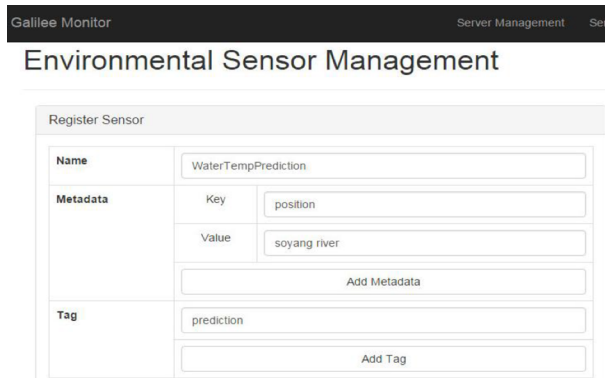 Galilee Monitor Server Management
Environmental Sensor Management
Register Sensor
Name WaterTempPrediction
Metadata Key position
Value soyang river
Add Metadata
Tag prediction
Add Tag